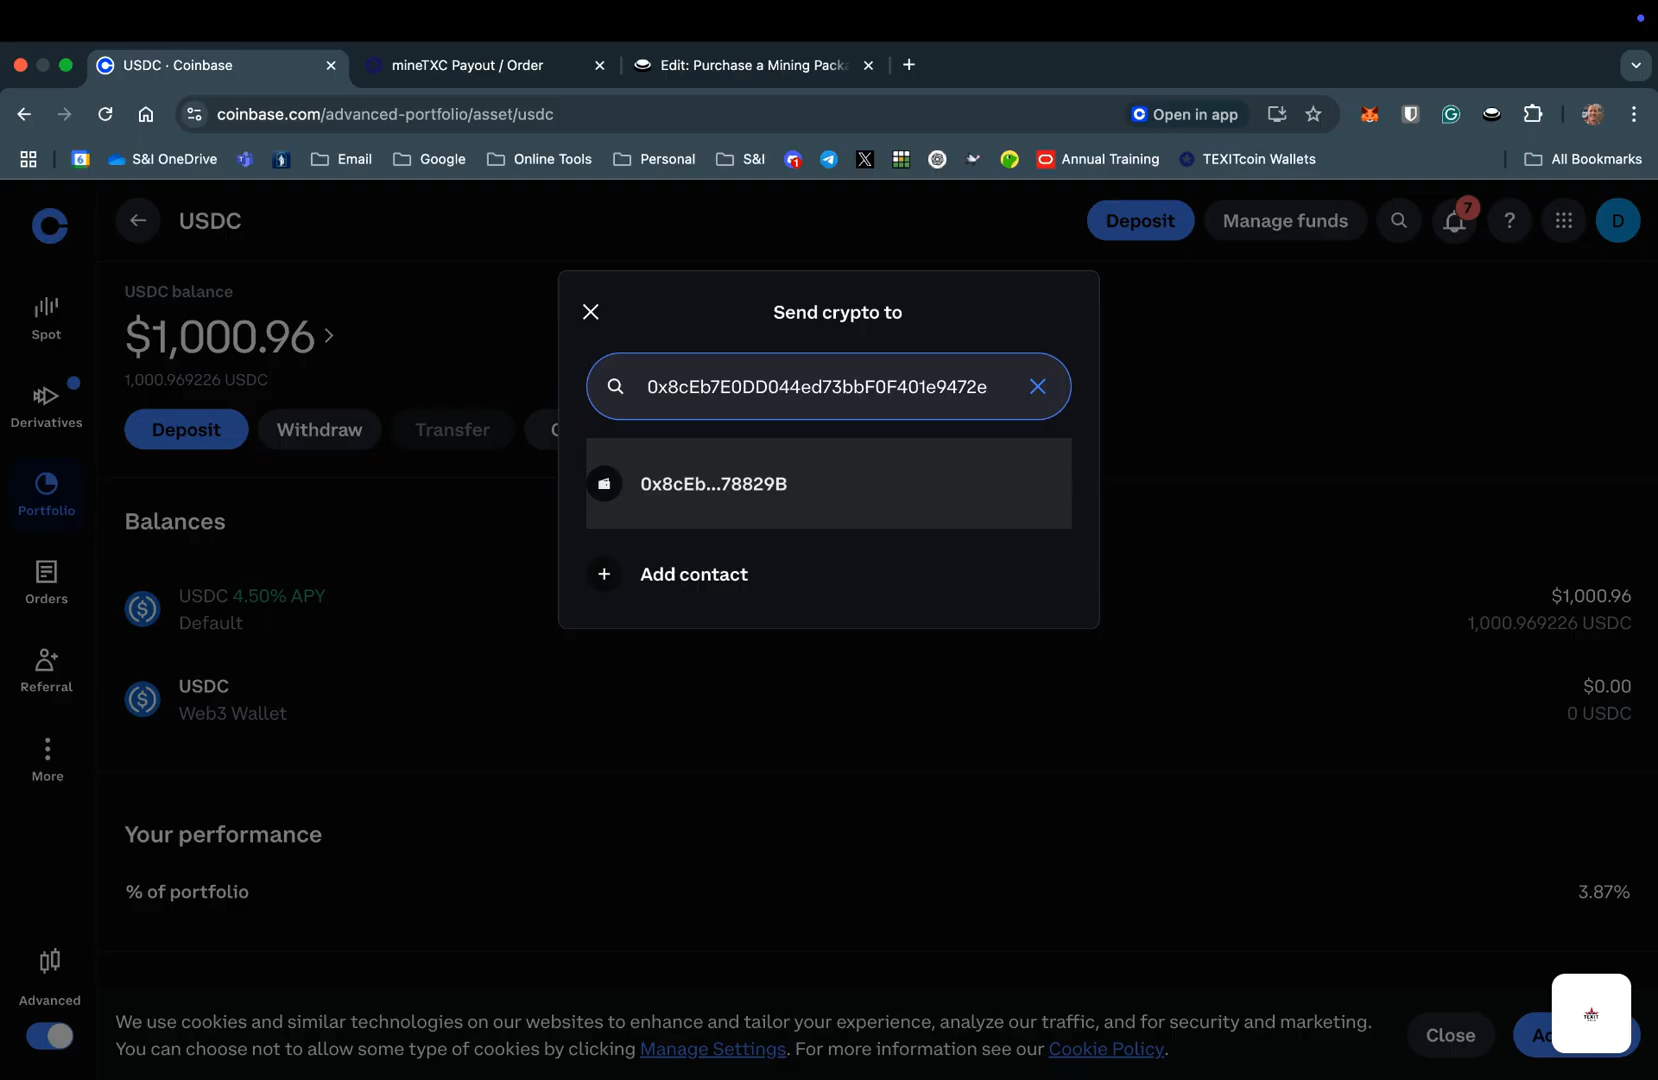 USDC · Coinbase
mineTXC Payout / Order
Edit: Purchase a Mining Packa
coinbase.com/advanced-portfolio/asset/usdc
Open in app
S&I OneDrive
Email
Google
Online Tools
Personal
S&I
Annual Training
TEXITcoin Wallets
All Bookmarks
USDC
Deposit
Manage funds
7
?
D
USDC balance
$1,000.96
1,000.969226 USDC
Deposit
Withdraw
Transfer
Send crypto to
0x8cEb7E0DD044ed73bbF0F401e9472e
0x8cEb...78829B
Add contact
Spot
Derivatives
Portfolio
Orders
Referral
More
Advanced
Balances
USDC 4.50% APY
Default
$1,000.96
1,000.969226 USDC
USDC
Web3 Wallet
$0.00
0 USDC
Your performance
% of portfolio
3.87%
We use cookies and similar technologies on our websites to enhance and tailor your experience, analyze our traffic, and for security and marketing.
You can choose not to allow some type of cookies by clicking Manage Settings. For more information see our Cookie Policy.
Close
TEXIT